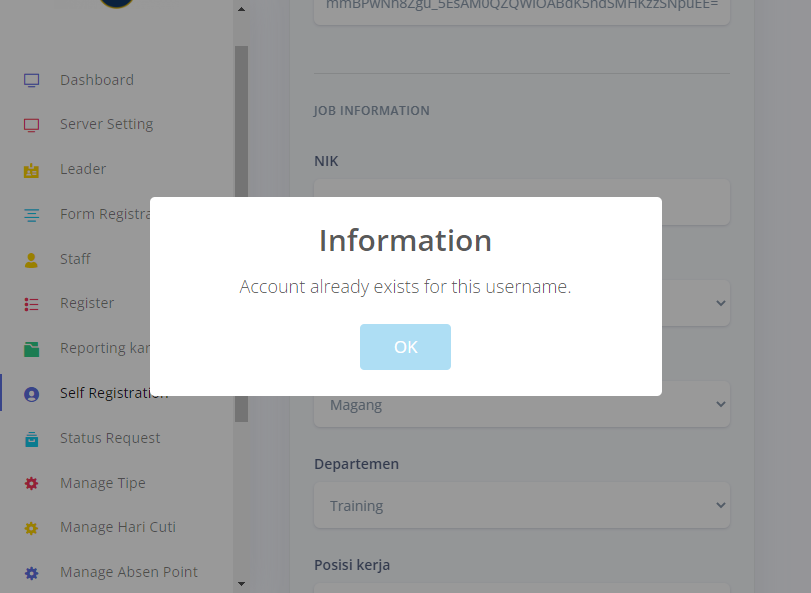 Dashboard
Server Setting
Leader
Form Registra
Staff
Register
Reporting kar
Self Registration
Status Request
Manage Tipe
Manage Hari Cuti
Manage Absen Point
JOB INFORMATION
NIK
Information
Account already exists for this username.
OK
Magang
Departemen
Training
Posisi kerja